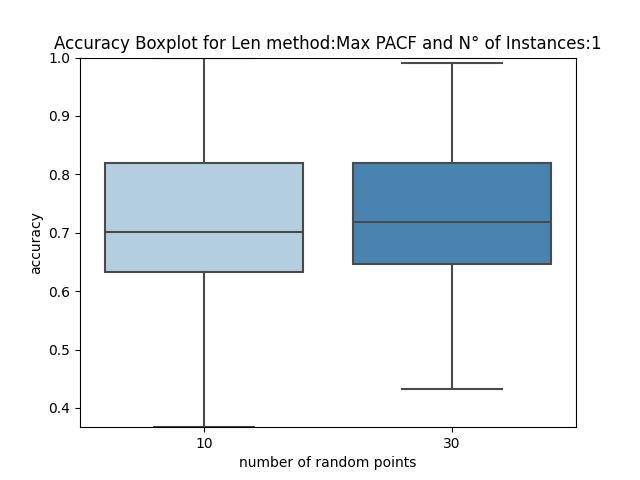 Accuracy Boxplot for Len method:Max PACF and N° of Instances:1
1.0
0.9
0.8
0.7
0.6
0.5
0.4
accuracy
10 30
number of random points